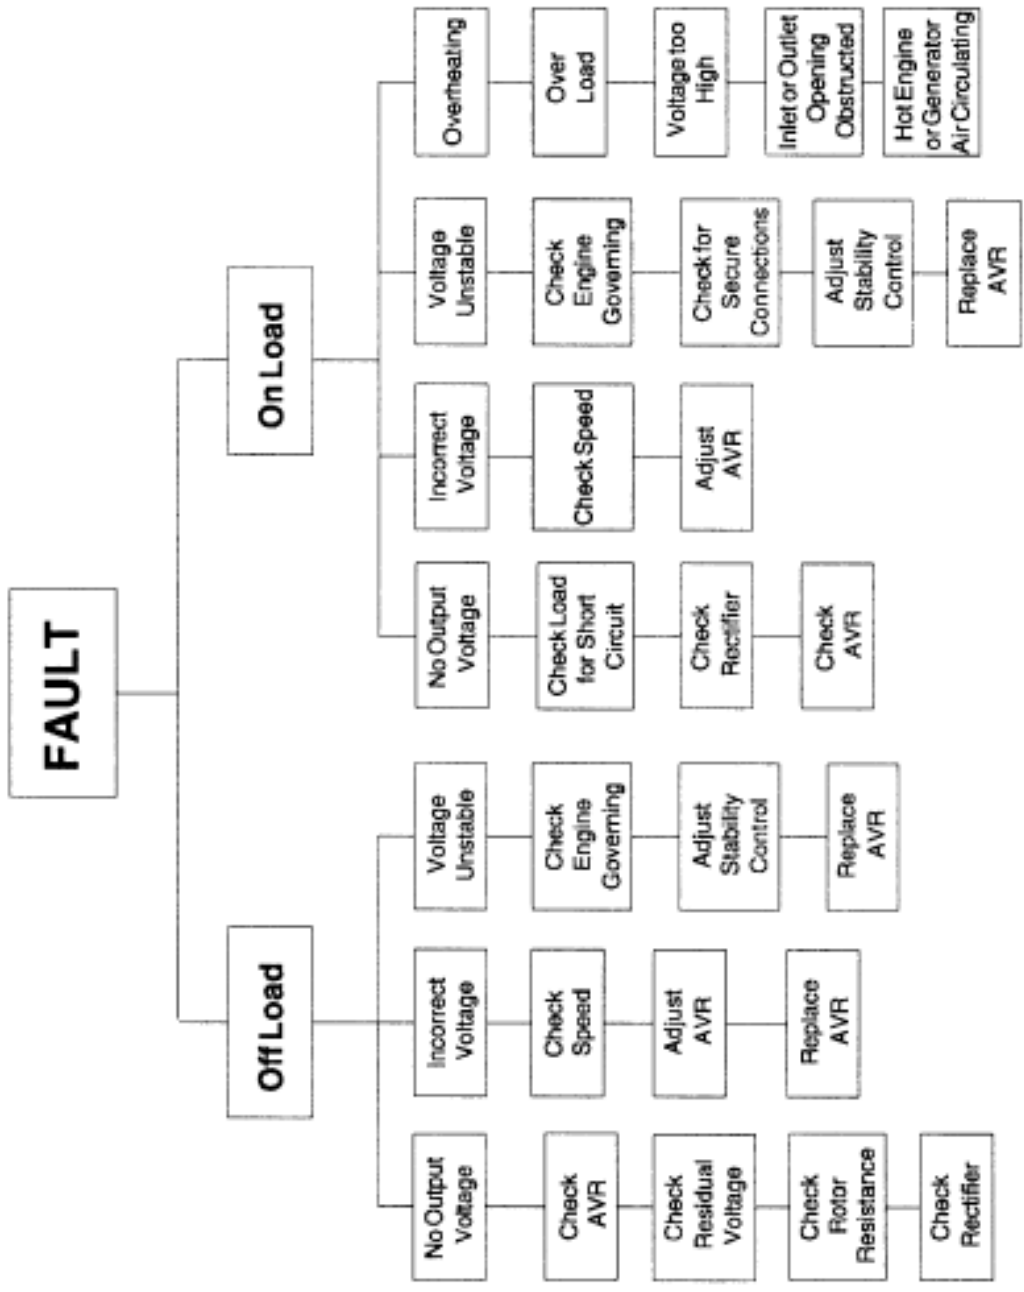 FAULT
Off Load
On Load
No Output
Voltage
Incorrect
Voltage
Voltage
Unstable
No Output
Voltage
Incorrect
Voltage
Voltage
Unstable
Overheating
Check
AVR
Check
Residual
Voltage
Check
Rotor
Resistance
Check
Rectifier
Check
Speed
Adjust
AVR
Replace
AVR
Check
Engine
Governing
Adjust
Stability
Control
Replace
AVR
Check Load
for Short
Circuit
Check
Rectifier
Check
AVR
Check Speed
Adjust
AVR
Check
Engine
Governing
Check for
Secure
Connections
Adjust
Stability
Control
Replace
AVR
Over
Load
Voltage too
High
Inlet or Outlet
Opening
Obstructed
Hot Engine
or Generator
Air Circulating